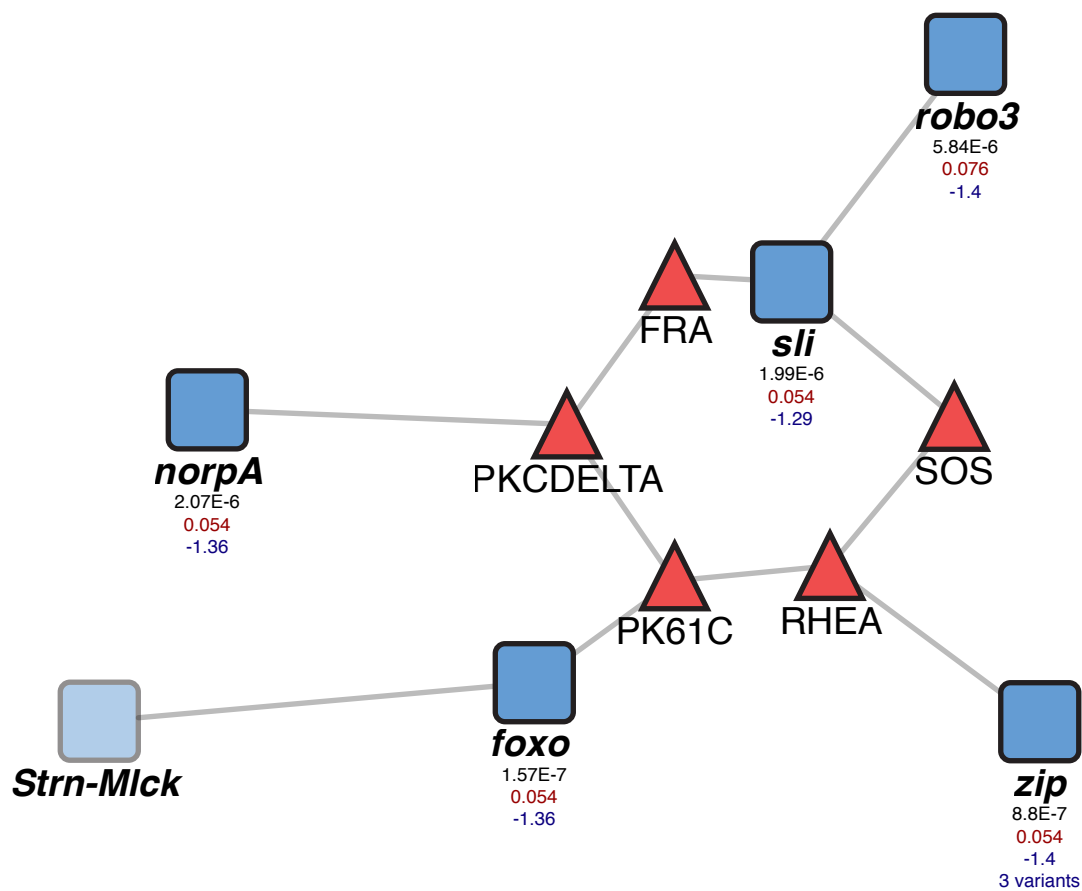 robo3
5.84E-6
0.076
-1.4
FRA
sli
1.99E-6
0.054
-1.29
norpA
2.07E-6
0.054
-1.36
PKCDELTA
SOS
PK61C
RHEA
foxo
1.57E-7
0.054
-1.36
Strn-Mlck
zip
8.8E-7
0.054
-1.4
3 variants